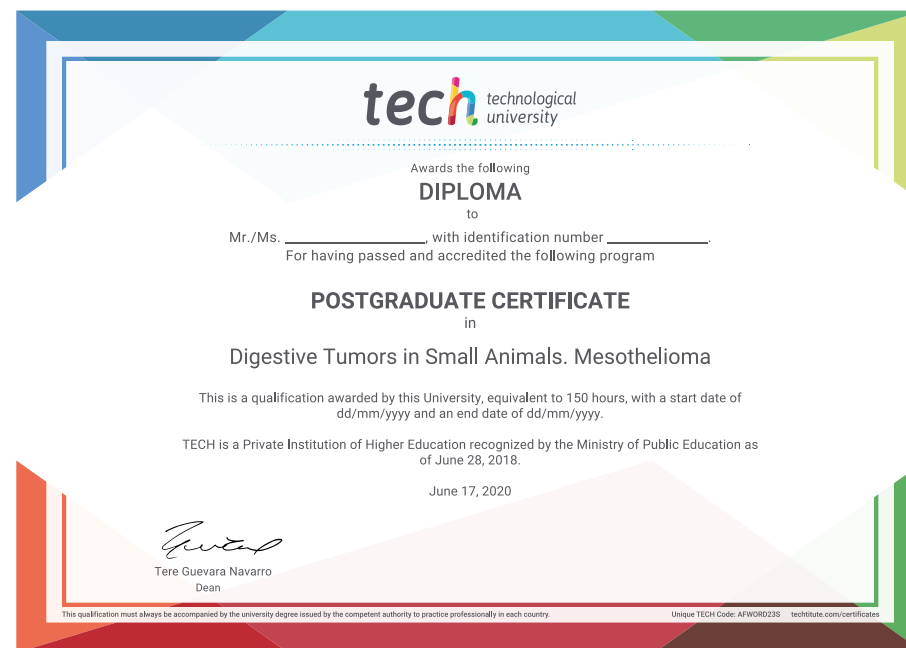 tech technological
university
Awards the following
DIPLOMA
to
Mr./Ms. ____________________, with identification number ______________.
For having passed and accredited the following program
POSTGRADUATE CERTIFICATE
in
Digestive Tumors in Small Animals. Mesothelioma
This is a qualification awarded by this University, equivalent to 150 hours, with a start date of
dd/mm/yyyy and an end date of dd/mm/yyyy.
TECH is a Private Institution of Higher Education recognized by the Ministry of Public Education as
of June 28, 2018.
June 17, 2020
Tere Guevara Navarro
Dean
This qualification must always be accompanied by the university degree issued by the competent authority to practice professionally in each country. Unique TECH Code: AFWORD23S techtitute.com/certificates